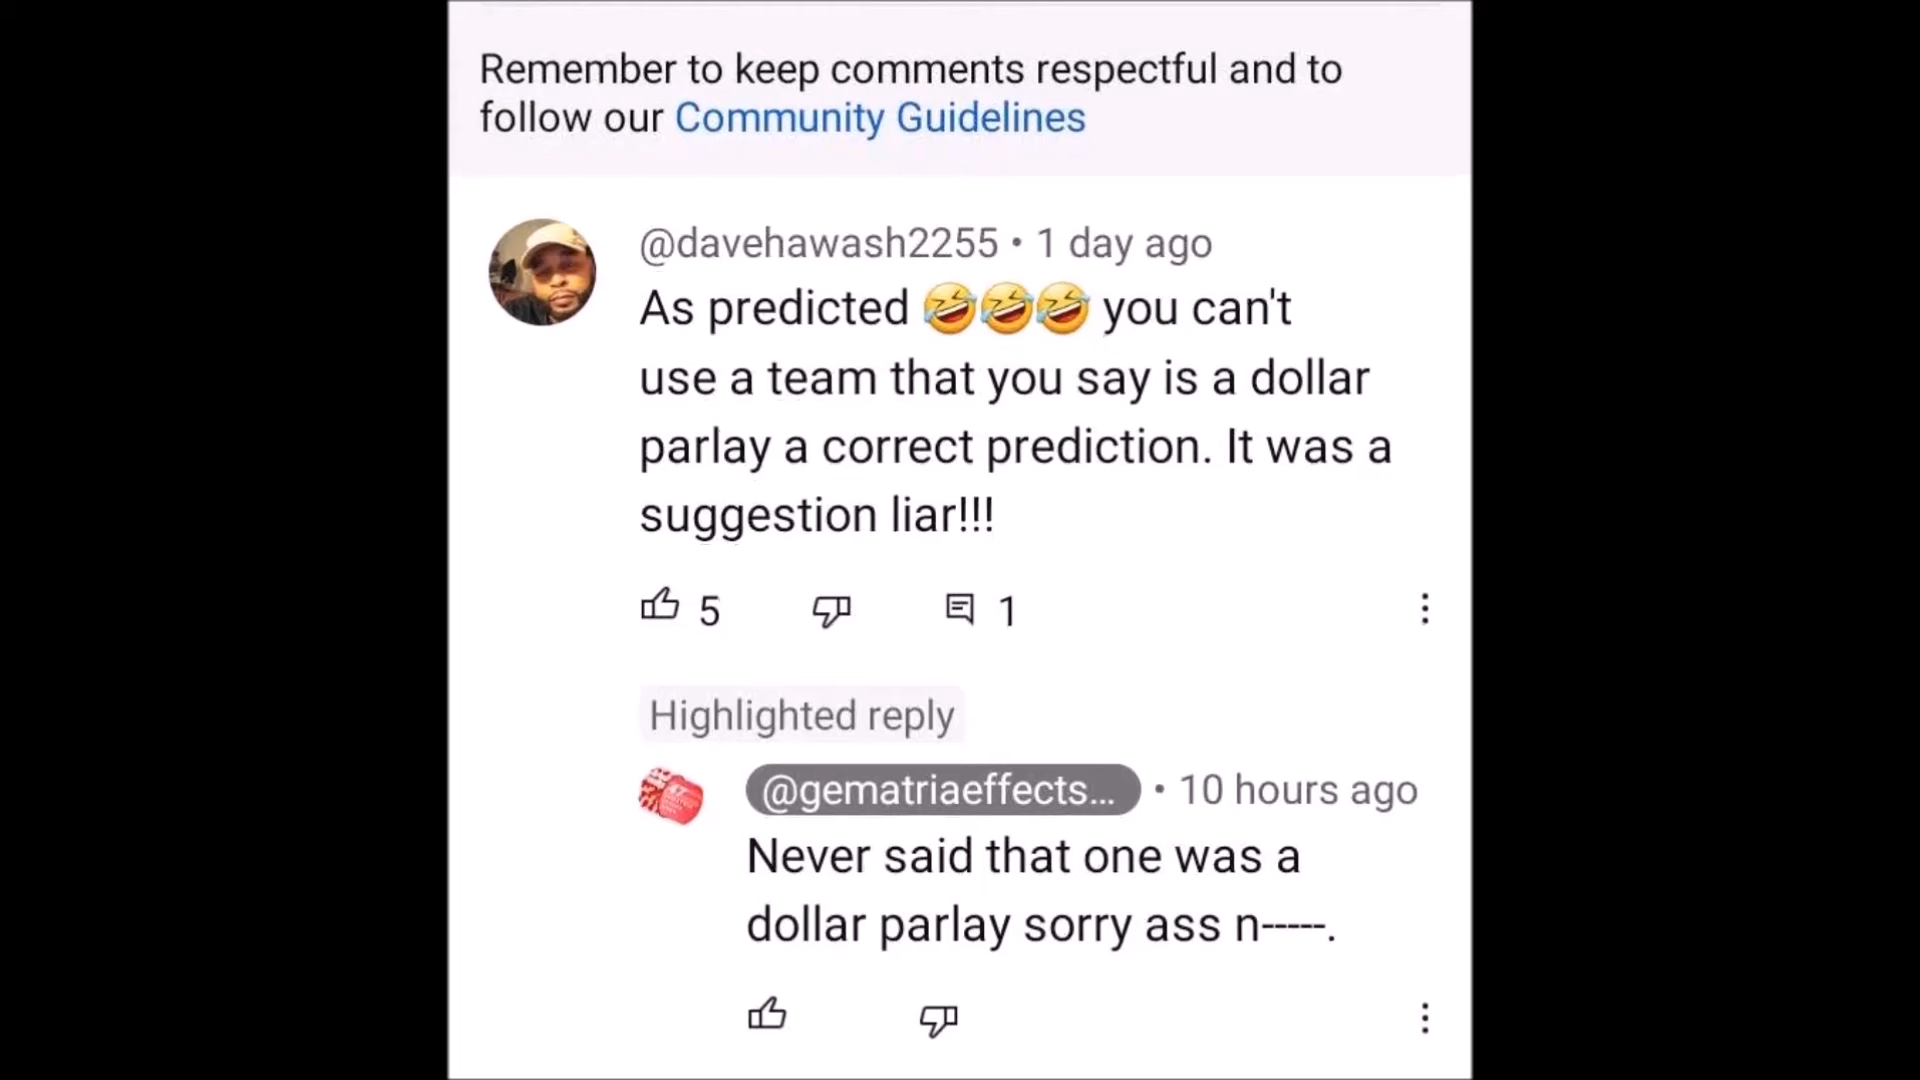 Remember to keep comments respectful and to
follow our Community Guidelines
@davehawash2255 • 1 day ago
As predicted 🤣🤣🤣 you can't
use a team that you say is a dollar
parlay a correct prediction. It was a
suggestion liar!!!
5 1
Highlighted reply
@gematriaeffects... • 10 hours ago
Never said that one was a
dollar parlay sorry ass n-----.